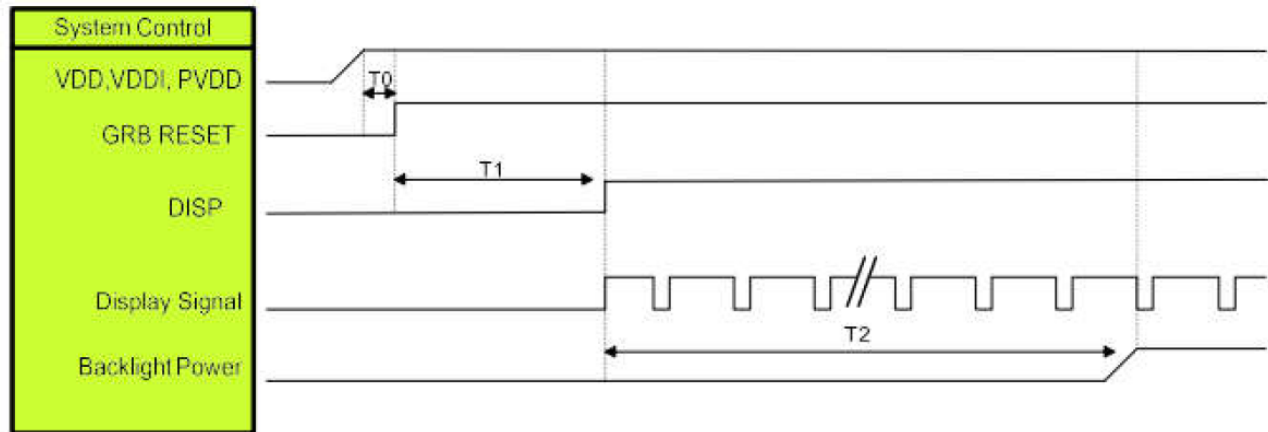 System Control
VDD,VDDI, PVDD
T0
GRB RESET
T1
DISP
Display Signal
T2
Backlight Power